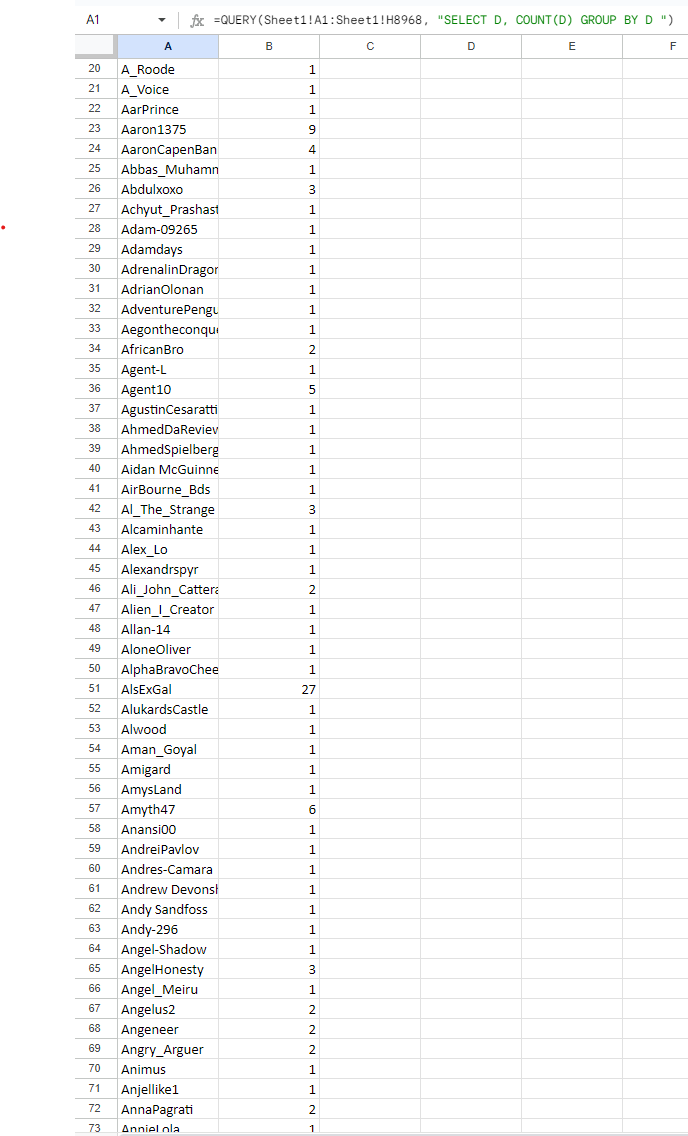 A1 fx =QUERY(Sheet1!A1:Sheet1!H8968, "SELECT D, COUNT(D) GROUP BY D ")
A B C D E F
20 A_Roode 1
21 A_Voice 1
22 AarPrince 1
23 Aaron1375 9
24 AaronCapenBan 4
25 Abbas_Muhamn 1
26 Abdulxoxo 3
27 Achyut_Prashast 1
28 Adam-09265 1
29 Adamdays 1
30 AdrenalinDragor 1
31 AdrianOlonan 1
32 AdventurePengu 1
33 Aegontheconqu 1
34 AfricanBro 2
35 Agent-L 1
36 Agent10 5
37 AgustinCesaratti 1
38 AhmedDaReview 1
39 AhmedSpielberg 1
40 Aidan McGuinne 1
41 AirBourne_Bds 1
42 Al_The_Strange 3
43 Alcaminhante 1
44 Alex_Lo 1
45 Alexandrspyr 1
46 Ali_John_Cattera 2
47 Alien_I_Creator 1
48 Allan-14 1
49 AloneOliver 1
50 AlphaBravoChee 1
51 AlsExGal 27
52 AlukardsCastle 1
53 Alwood 1
54 Aman_Goyal 1
55 Amigard 1
56 AmysLand 1
57 Amyth47 6
58 Anansi00 1
59 AndreiPavlov 1
60 Andres-Camara 1
61 Andrew Devonsh 1
62 Andy Sandfoss 1
63 Andy-296 1
64 Angel-Shadow 1
65 AngelHonesty 3
66 Angel_Meiru 1
67 Angelus2 2
68 Angeneer 2
69 Angry_Arguer 2
70 Animus 1
71 Anjellike1 1
72 AnnaPagrati 2
73 AnnieLola 1